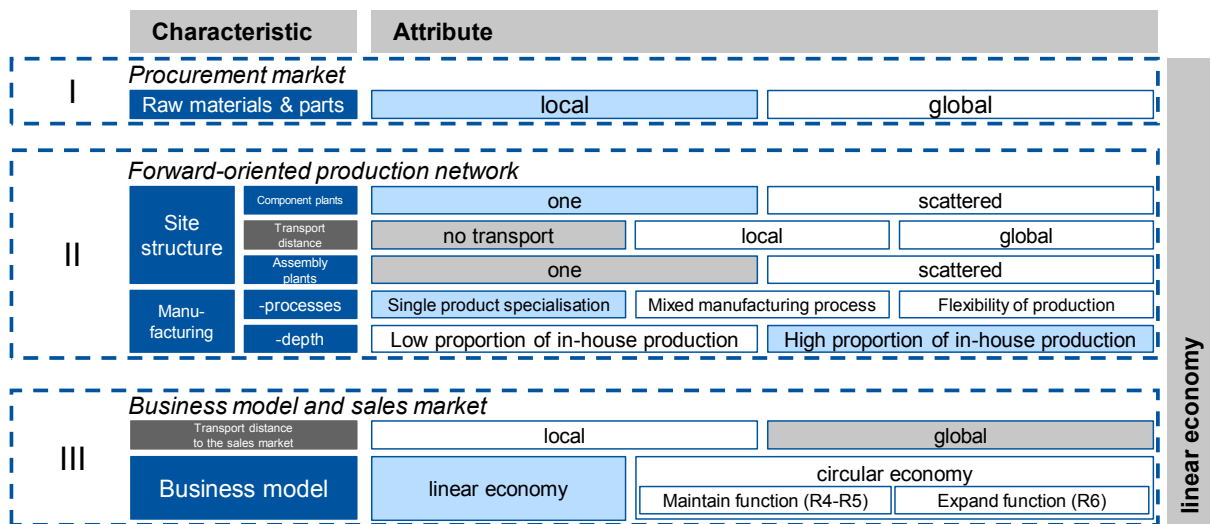 Characteristic Attribute
I
Procurement market
Raw materials & parts local global
II
Forward-oriented production network
Site
structure
Component plants one scattered
Transport
distance
no transport local global
Assembly
plants
one scattered
Manu-
facturing
-processes Single product specialisation Mixed manufacturing process Flexibility of production
-depth Low proportion of in-house production High proportion of in-house production
III
Business model and sales market
Transport distance
to the sales market
local global
Business model linear economy circular economy
Maintain function (R4-R5) Expand function (R6)
linear economy